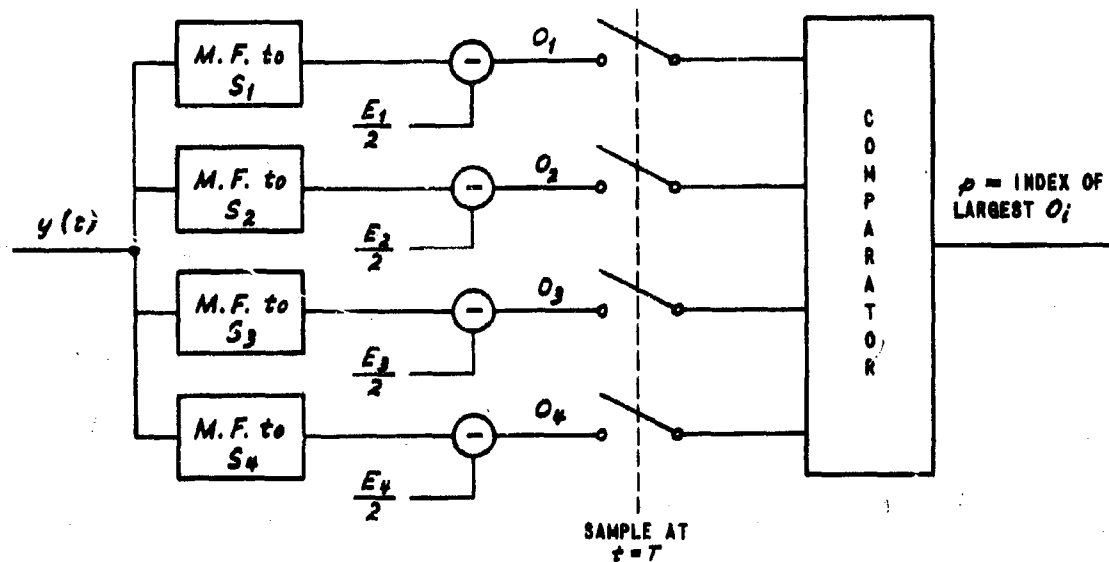 M.F. to
S1
O1
E1
2
M.F. to
S2
O2
E2
2
y(t)
M.F. to
S3
O3
E3
2
M.F. to
S4
O4
E4
2
SAMPLE AT
t = T
COMPARATOR
p = INDEX OF
LARGEST Oi